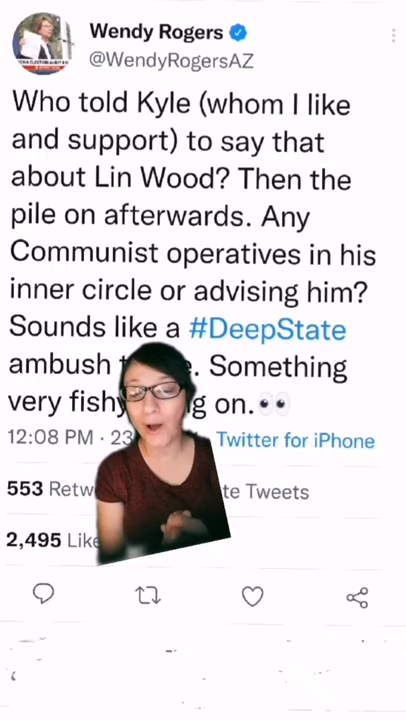 Wendy Rogers
@WendyRogersAZ
Who told Kyle (whom I like
and support) to say that
about Lin Wood? Then the
pile on afterwards. Any
Communist operatives in his
inner circle or advising him?
Sounds like a #DeepState
ambush . Something
very fishy g on.👀
12:08 PM · 23 Twitter for iPhone
553 Retw te Tweets
2,495 Like